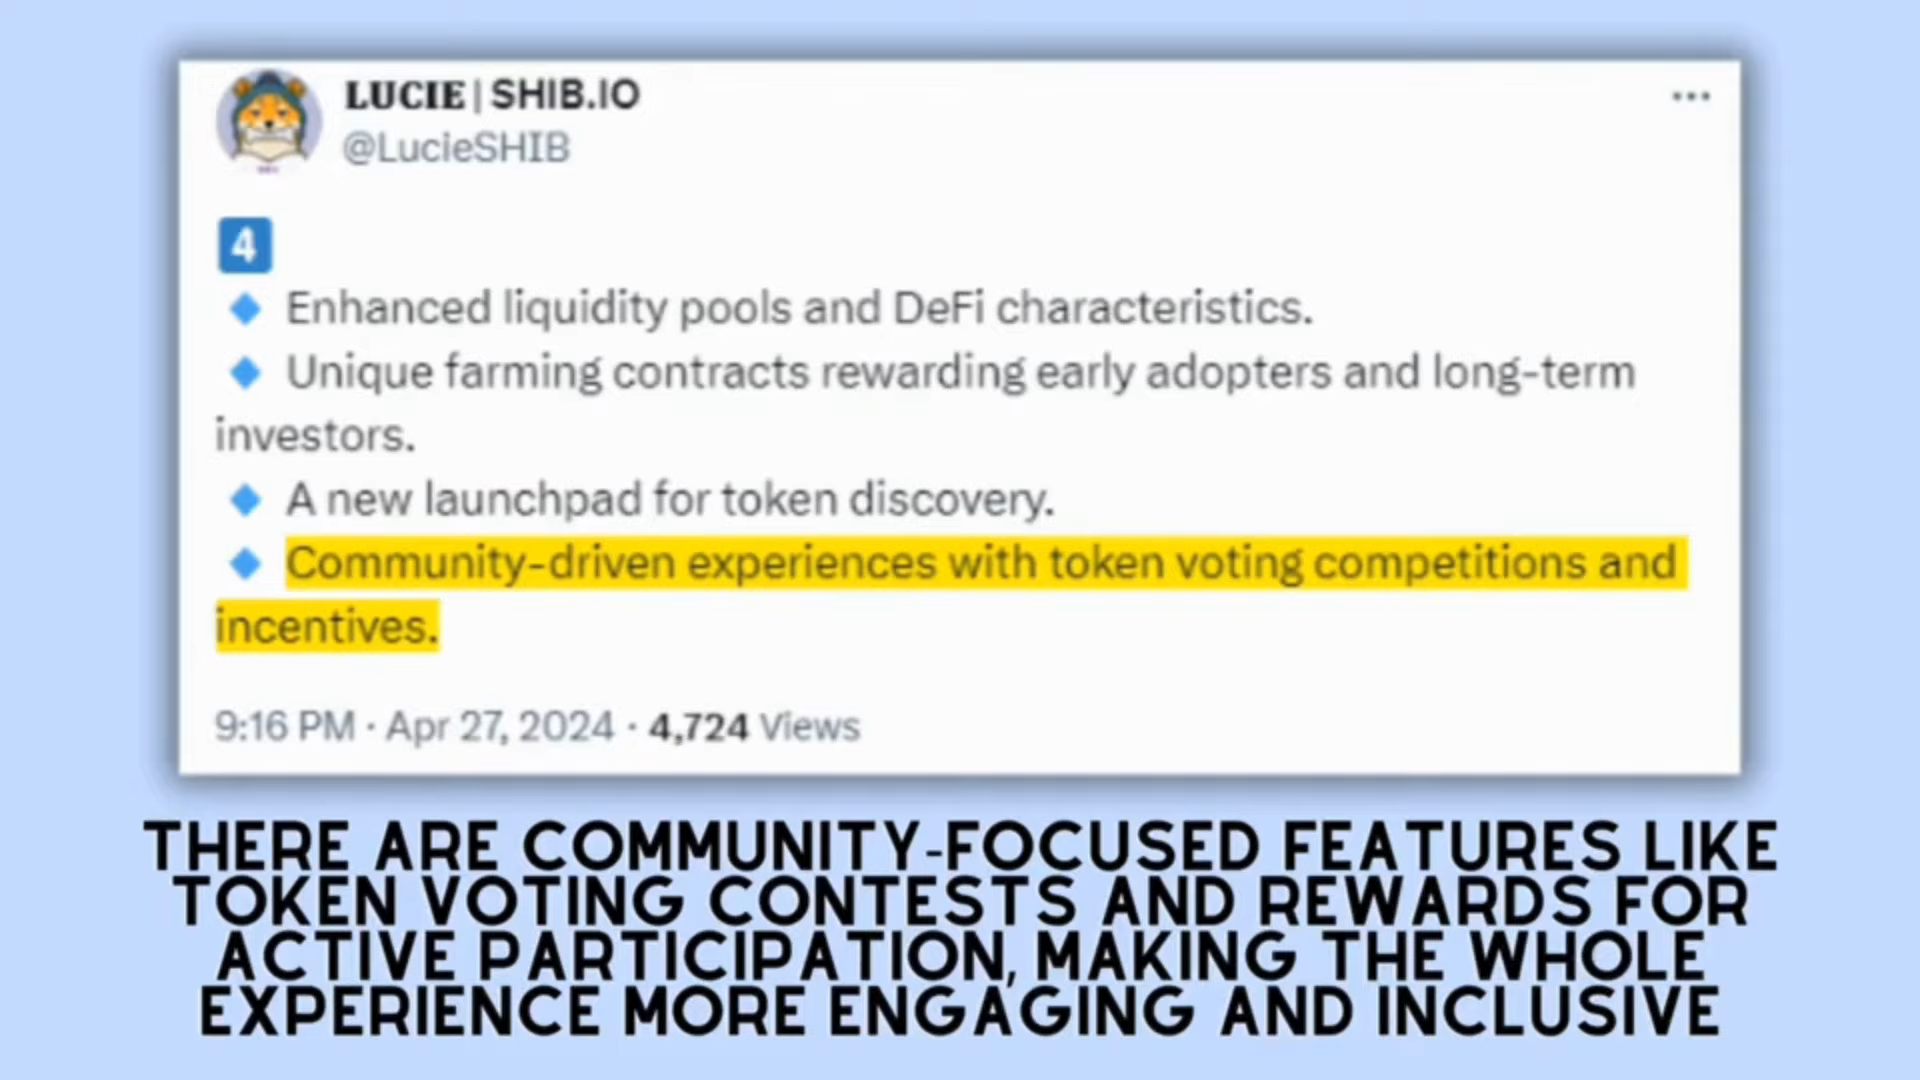 LUCIE | SHIB.IO
@LucieSHIB
4
Enhanced liquidity pools and DeFi characteristics.
Unique farming contracts rewarding early adopters and long-term
investors.
A new launchpad for token discovery.
Community-driven experiences with token voting competitions and
incentives.
9:16 PM · Apr 27, 2024 · 4,724 Views
THERE ARE COMMUNITY-FOCUSED FEATURES LIKE
TOKEN VOTING CONTESTS AND REWARDS FOR
ACTIVE PARTICIPATION, MAKING THE WHOLE
EXPERIENCE MORE ENGAGING AND INCLUSIVE